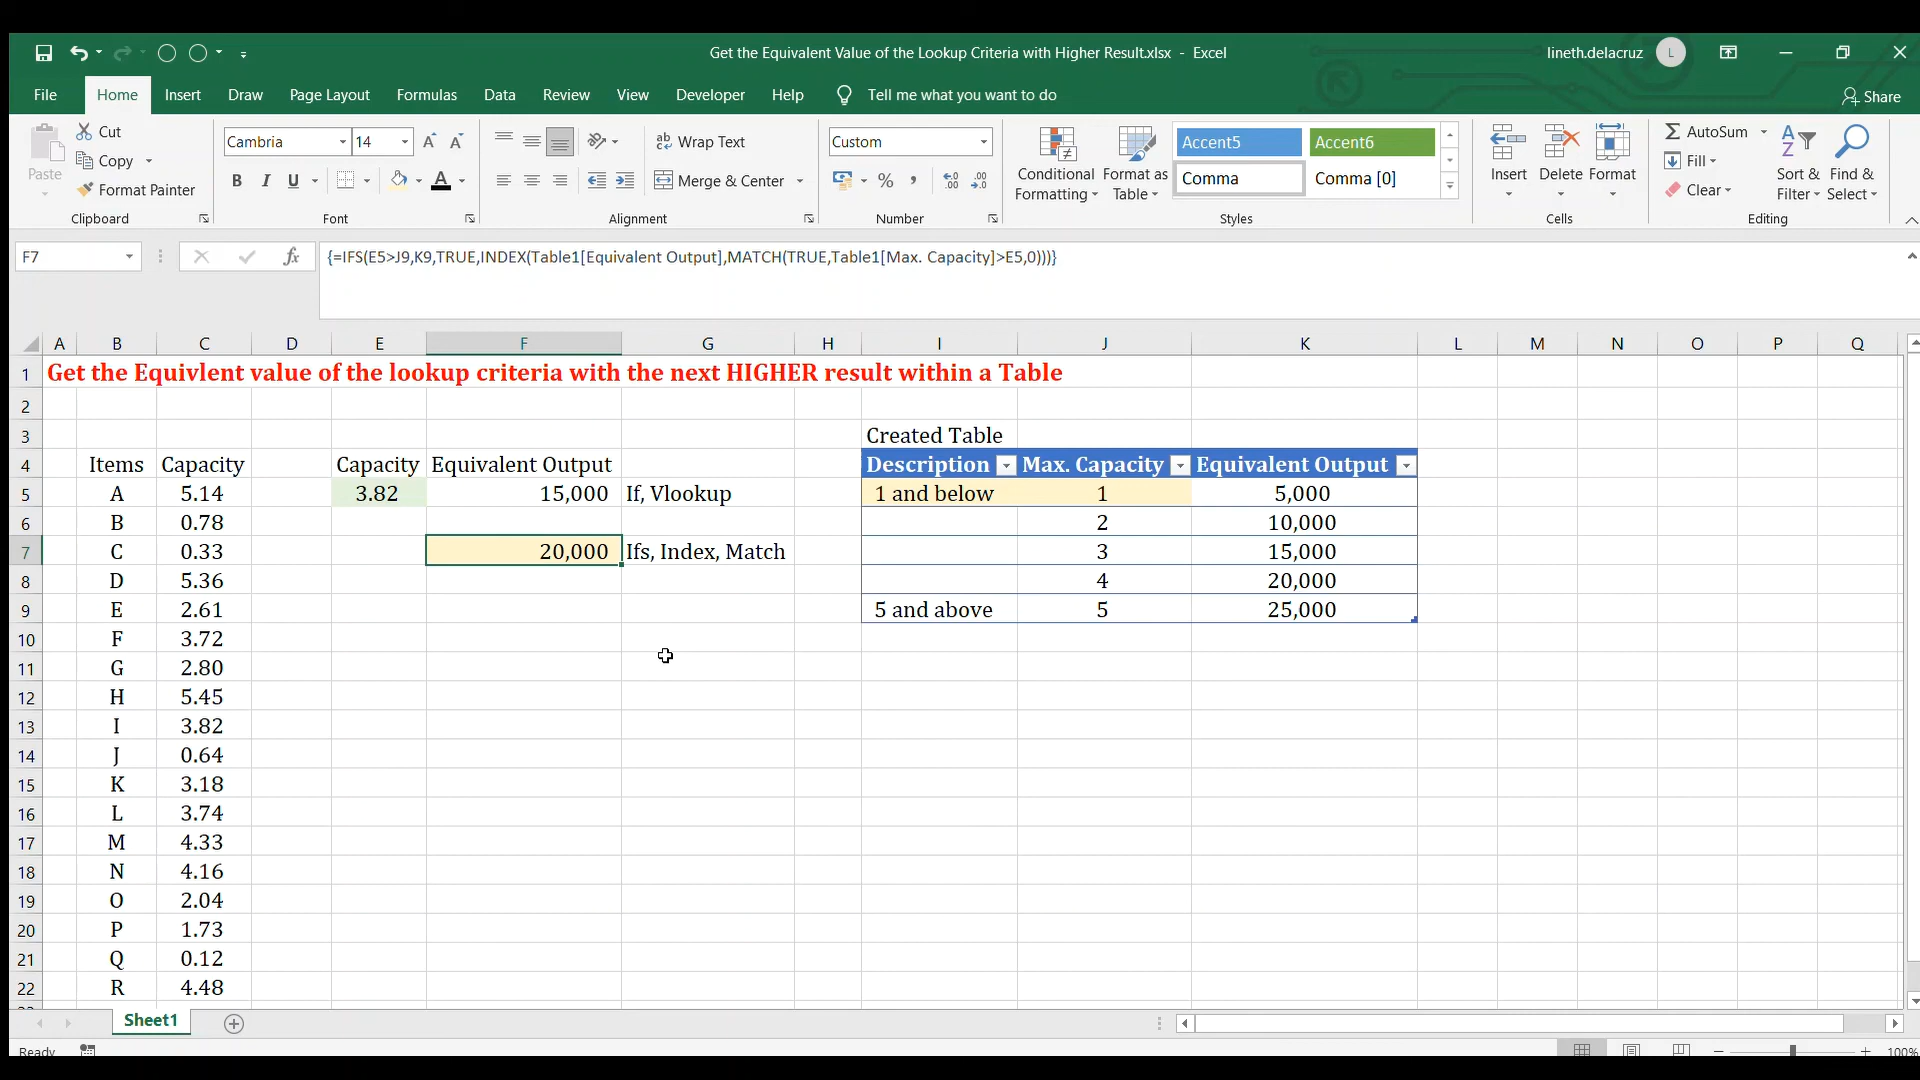 Get the Equivalent Value of the Lookup Criteria with Higher Result.xlsx - Excel
lineth.delacruz L
File Home Insert Draw Page Layout Formulas Data Review View Developer Help Tell me what you want to do Share
Paste
Cut
Copy
Format Painter
Clipboard
Cambria 14
B I U A
Font
ab Wrap Text
Merge & Center
Alignment
Custom
% ,
Number
Conditional Formatting
Format as Table
Accent5 Accent6
Comma Comma [0]
Styles
Insert Delete Format
Cells
AutoSum
Fill
Clear
Sort & Filter
Find & Select
Editing
F7 fx {=IFS(E5>J9,K9,TRUE,INDEX(Table1[Equivalent Output],MATCH(TRUE,Table1[Max. Capacity]>E5,0)))}
A B C D E F G H I J K L M N O P Q
1 Get the Equivlent value of the lookup criteria with the next HIGHER result within a Table
2
3 Created Table
4 Items Capacity Capacity Equivalent Output Description Max. Capacity Equivalent Output
5 A 5.14 3.82 15,000 If, Vlookup 1 and below 1 5,000
6 B 0.78 2 10,000
7 C 0.33 20,000 Ifs, Index, Match 3 15,000
8 D 5.36 4 20,000
9 E 2.61 5 and above 5 25,000
10 F 3.72
11 G 2.80
12 H 5.45
13 I 3.82
14 J 0.64
15 K 3.18
16 L 3.74
17 M 4.33
18 N 4.16
19 O 2.04
20 P 1.73
21 Q 0.12
22 R 4.48
Sheet1
Ready 100%